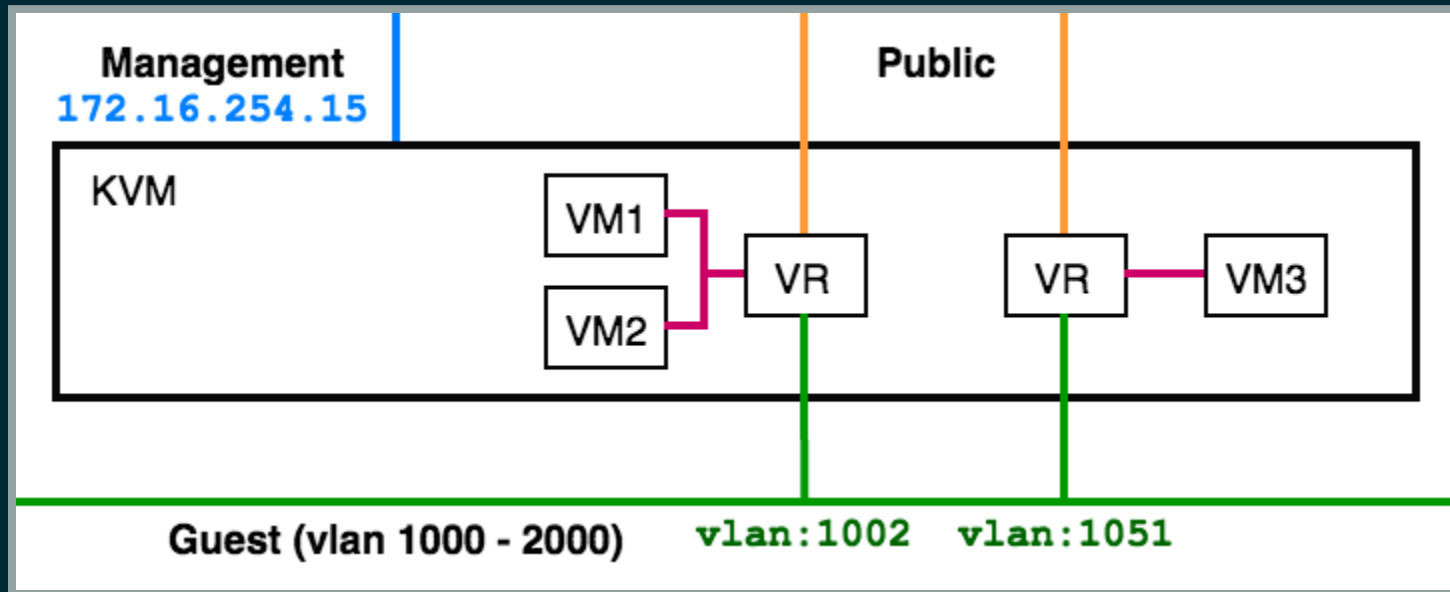 Management
172.16.254.15
Public
KVM
VM1
VM2
VR
VR
VM3
Guest (vlan 1000 - 2000)
vlan:1002
vlan:1051